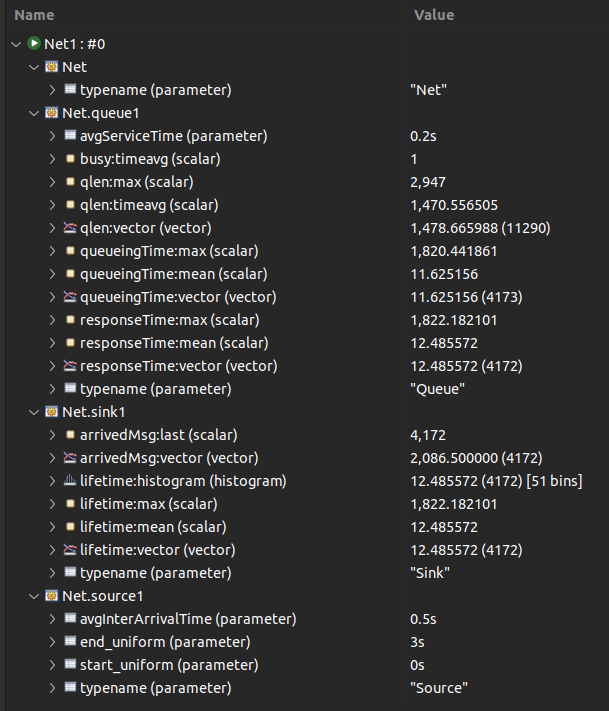 Name Value
Net1 : #0
Net
typename (parameter) "Net"
Net.queue1
avgServiceTime (parameter) 0.2s
busy:timeavg (scalar) 1
qlen:max (scalar) 2,947
qlen:timeavg (scalar) 1,470.556505
qlen:vector (vector) 1,478.665988 (11290)
queueingTime:max (scalar) 1,820.441861
queueingTime:mean (scalar) 11.625156
queueingTime:vector (vector) 11.625156 (4173)
responseTime:max (scalar) 1,822.182101
responseTime:mean (scalar) 12.485572
responseTime:vector (vector) 12.485572 (4172)
typename (parameter) "Queue"
Net.sink1
arrivedMsg:last (scalar) 4,172
arrivedMsg:vector (vector) 2,086.500000 (4172)
lifetime:histogram (histogram) 12.485572 (4172) [51 bins]
lifetime:max (scalar) 1,822.182101
lifetime:mean (scalar) 12.485572
lifetime:vector (vector) 12.485572 (4172)
typename (parameter) "Sink"
Net.source1
avgInterArrivalTime (parameter) 0.5s
end_uniform (parameter) 3s
start_uniform (parameter) 0s
typename (parameter) "Source"